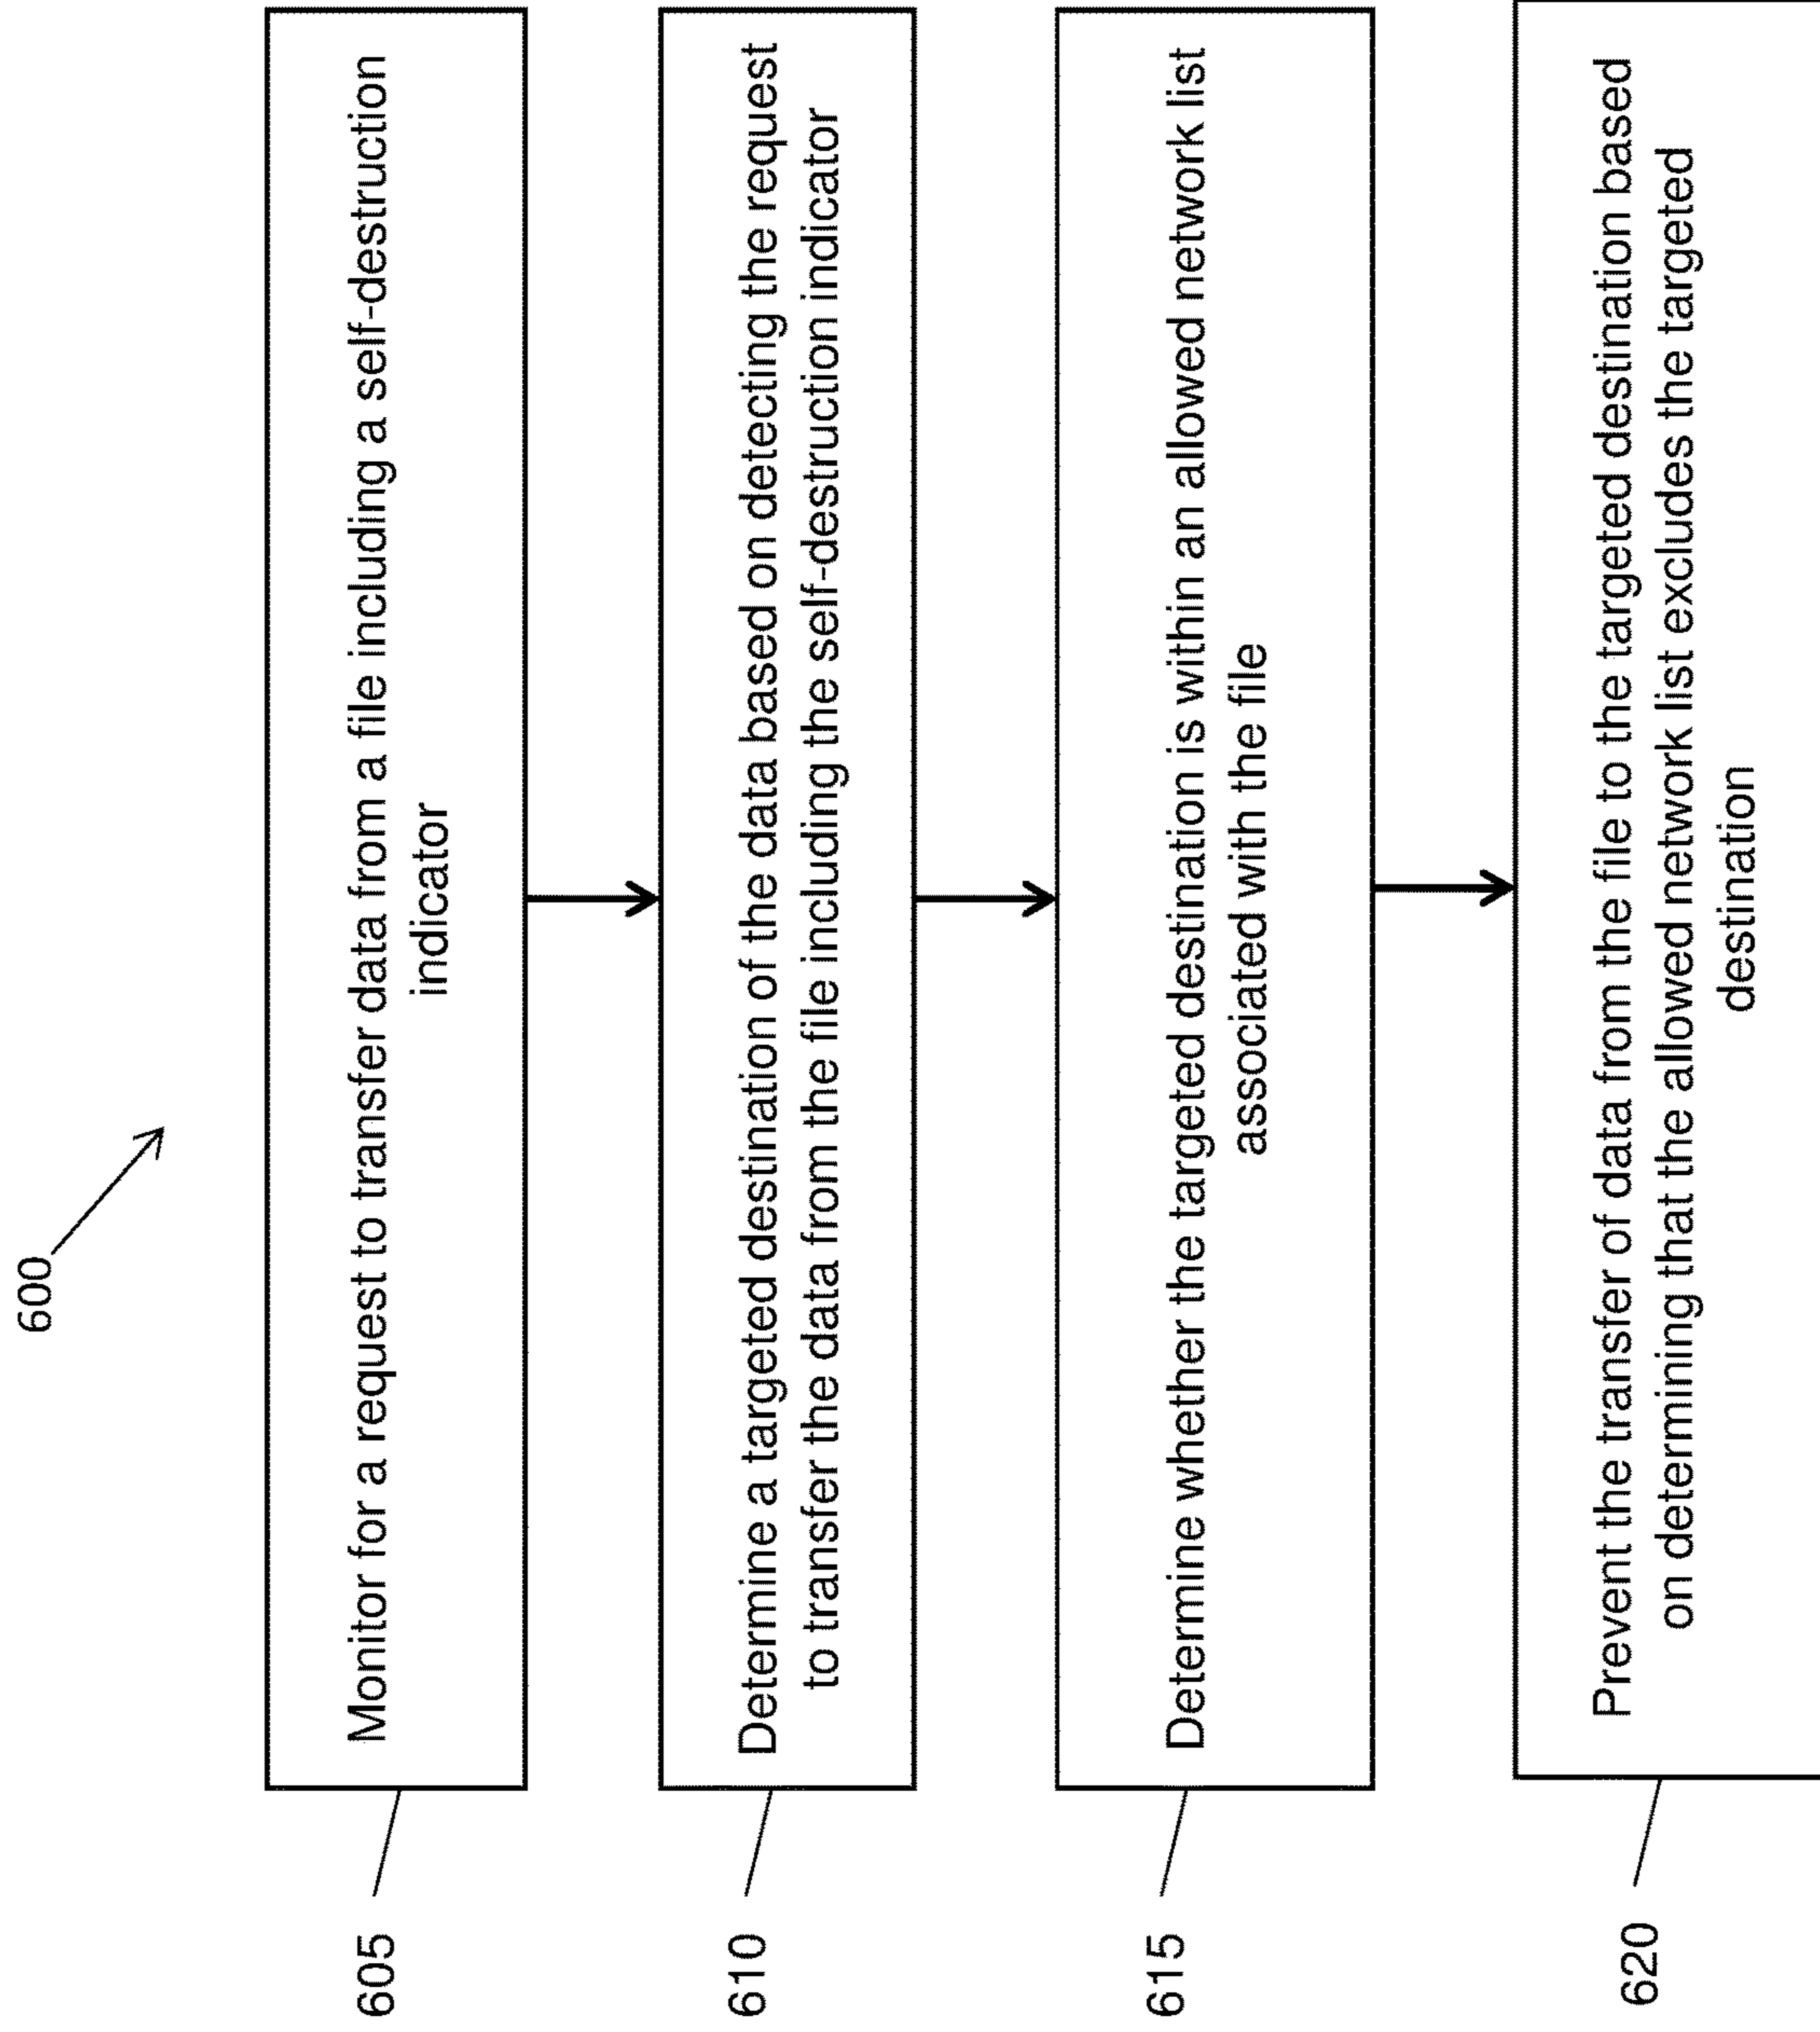 600
605
Monitor for a request to transfer data from a file including a self-destruction
indicator
610
Determine a targeted destination of the data based on detecting the request
to transfer the data from the file including the self-destruction indicator
615
Determine whether the targeted destination is within an allowed network list
associated with the file
620
Prevent the transfer of data from the file to the targeted destination based
on determining that the allowed network list excludes the targeted
destination